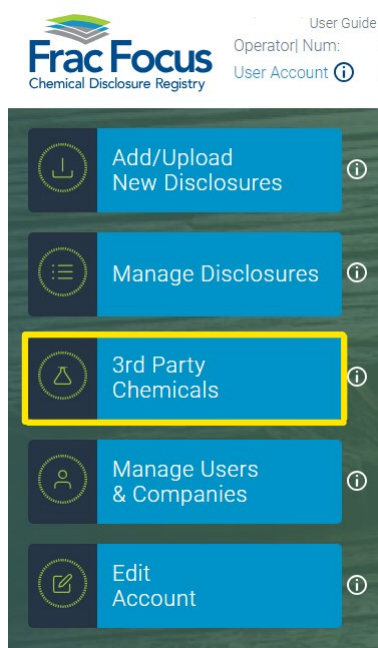 User Guide
Frac Focus
Chemical Disclosure Registry
Operator| Num:
User Account
Add/Upload
New Disclosures
Manage Disclosures
3rd Party
Chemicals
Manage Users
& Companies
Edit
Account